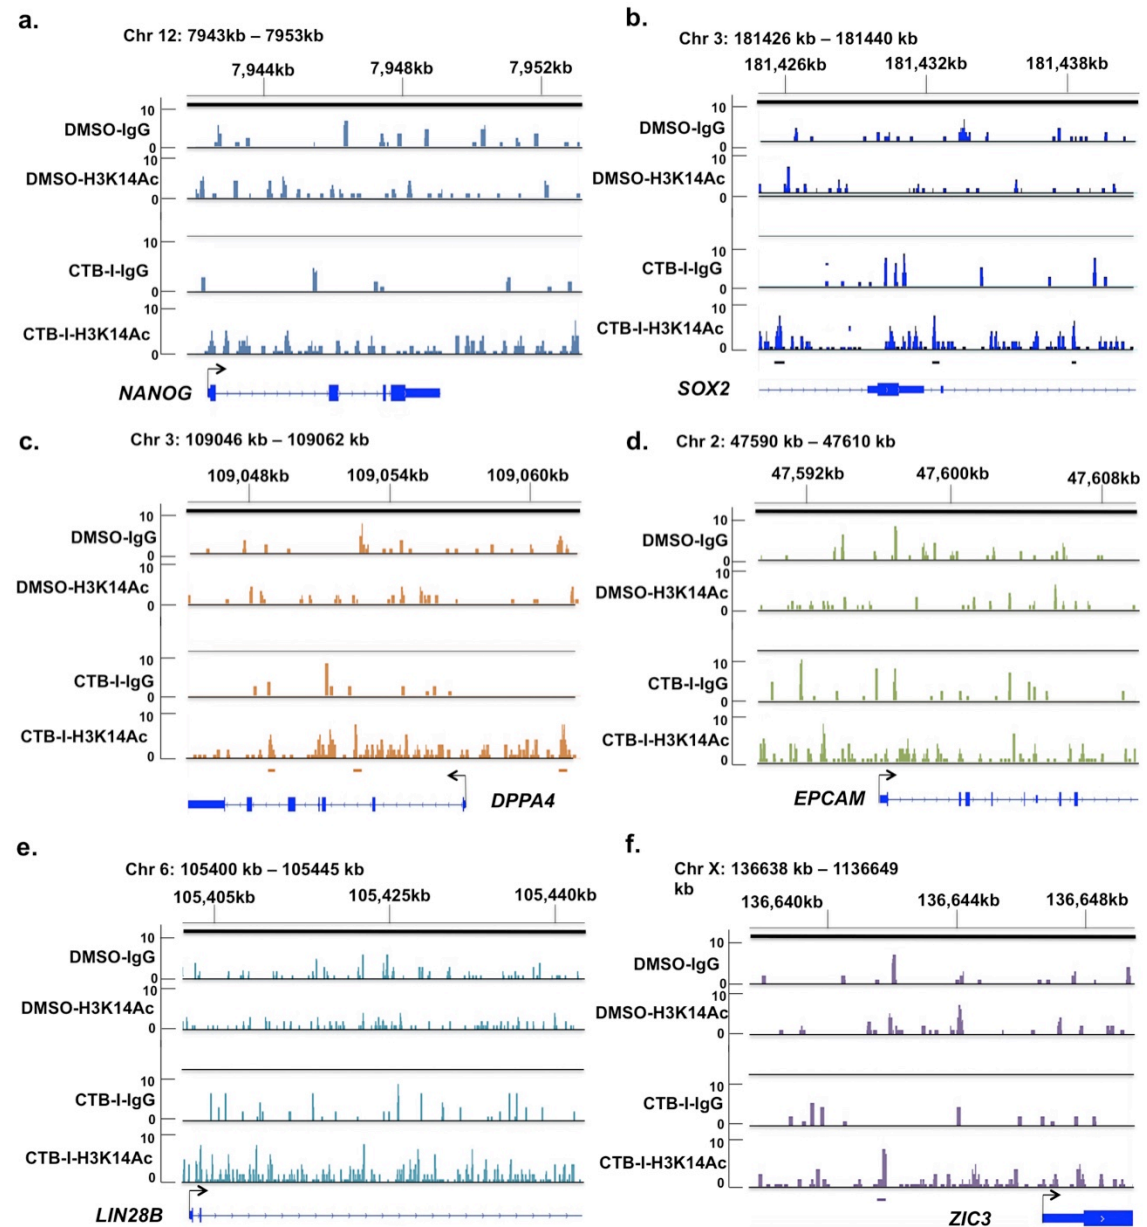 a.
Chr 12: 7943kb – 7953kb
7,944kb 7,948kb 7,952kb
10
DMSO-IgG
0
10
DMSO-H3K14Ac
0
10
CTB-I-IgG
0
10
CTB-I-H3K14Ac
0
NANOG
b.
Chr 3: 181426 kb – 181440 kb
181,426kb 181,432kb 181,438kb
10
DMSO-IgG
0
10
DMSO-H3K14Ac
0
10
CTB-I-IgG
0
10
CTB-I-H3K14Ac
0
SOX2
c.
Chr 3: 109046 kb – 109062 kb
109,048kb 109,054kb 109,060kb
10
DMSO-IgG
0
10
DMSO-H3K14Ac
0
10
CTB-I-IgG
0
10
CTB-I-H3K14Ac
0
DPPA4
d.
Chr 2: 47590 kb – 47610 kb
47,592kb 47,600kb 47,608kb
10
DMSO-IgG
0
10
DMSO-H3K14Ac
0
10
CTB-I-IgG
0
10
CTB-I-H3K14Ac
0
EPCAM
e.
Chr 6: 105400 kb – 105445 kb
105,405kb 105,425kb 105,440kb
10
DMSO-IgG
0
10
DMSO-H3K14Ac
0
10
CTB-I-IgG
0
10
CTB-I-H3K14Ac
0
LIN28B
f.
Chr X: 136638 kb – 1136649
kb
136,640kb 136,644kb 136,648kb
10
DMSO-IgG
0
10
DMSO-H3K14Ac
0
10
CTB-I-IgG
0
10
CTB-I-H3K14Ac
0
ZIC3